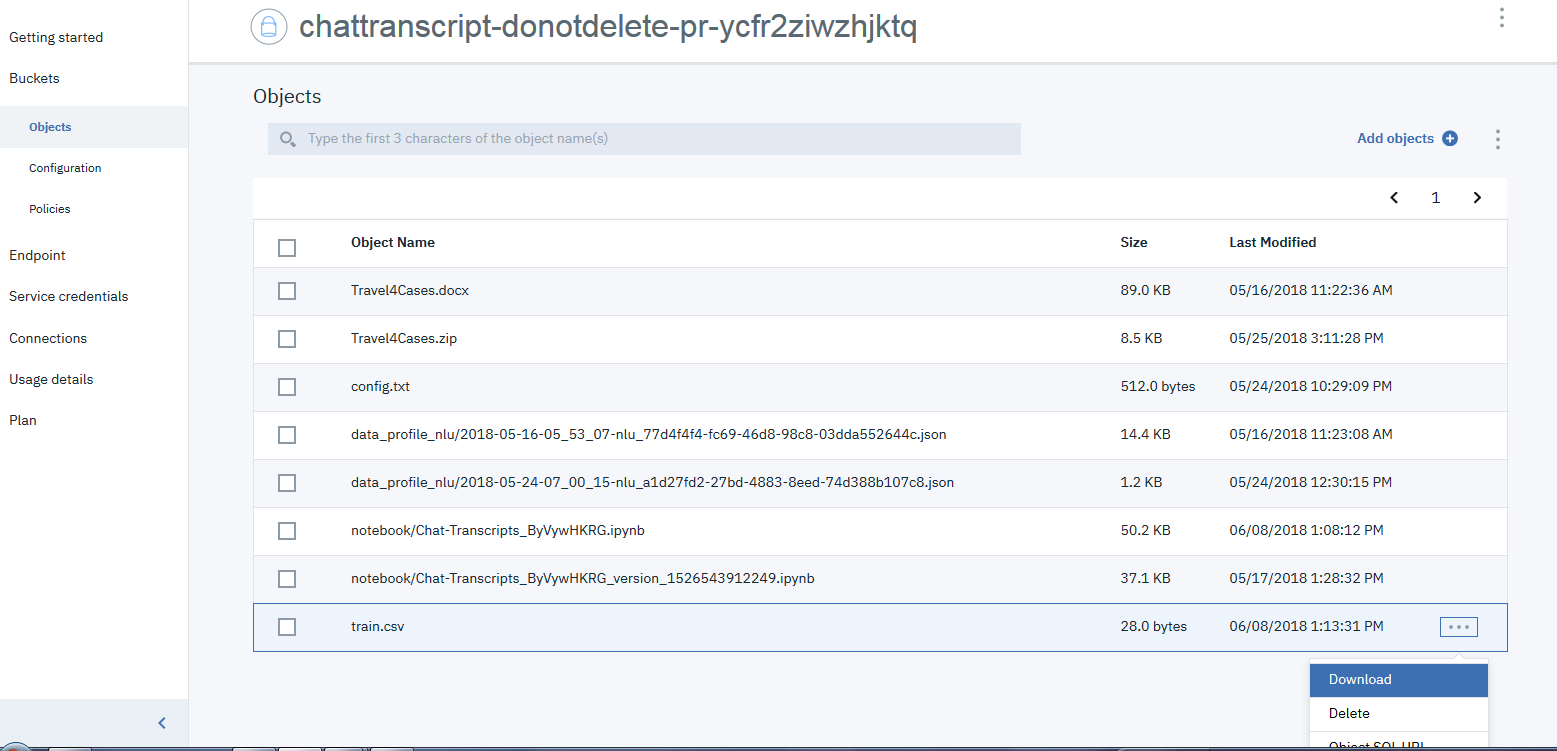 chattranscript-donotdelete-pr-ycfr2ziwzhjktq
Getting started
Buckets
Objects
Configuration
Policies
Endpoint
Service credentials
Connections
Usage details
Plan
Objects
Type the first 3 characters of the object name(s)
Add objects
1
Object Name Size Last Modified
Travel4Cases.docx 89.0 KB 05/16/2018 11:22:36 AM
Travel4Cases.zip 8.5 KB 05/25/2018 3:11:28 PM
config.txt 512.0 bytes 05/24/2018 10:29:09 PM
data_profile_nlu/2018-05-16-05_53_07-nlu_77d4f4f4-fc69-46d8-98c8-03dda552644c.json 14.4 KB 05/16/2018 11:23:08 AM
data_profile_nlu/2018-05-24-07_00_15-nlu_a1d27fd2-27bd-4883-8eed-74d388b107c8.json 1.2 KB 05/24/2018 12:30:15 PM
notebook/Chat-Transcripts_ByVywHKRG.ipynb 50.2 KB 06/08/2018 1:08:12 PM
notebook/Chat-Transcripts_ByVywHKRG_version_1526543912249.ipynb 37.1 KB 05/17/2018 1:28:32 PM
train.csv 28.0 bytes 06/08/2018 1:13:31 PM
Download
Delete
Object SQL URL